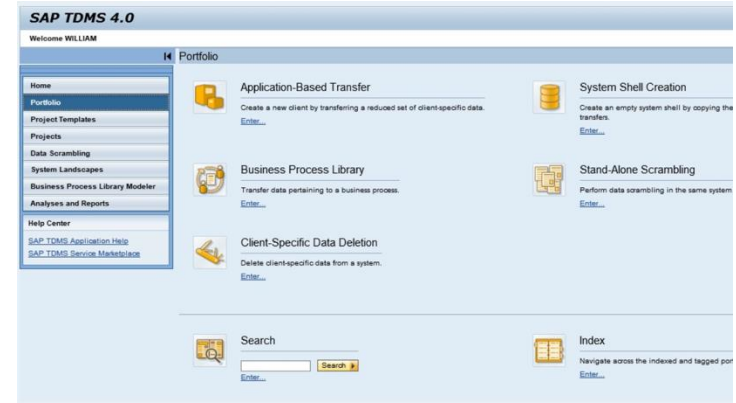 SAP TDMS 4.0
Welcome WILLIAM
Portfolio
Home
Portfolio
Project Templates
Projects
Data Scrambling
System Landscapes
Business Process Library Modeler
Analyses and Reports
Help Center
SAP TDMS Application Help
SAP TDMS Service Marketplace
Application-Based Transfer
Create a new client by transferring a reduced set of client-specific data.
Enter...
System Shell Creation
Create an empty system shell by copying the
transfers.
Enter...
Business Process Library
Transfer data pertaining to a business process.
Enter...
Stand-Alone Scrambling
Perform data scrambling in the same system
Enter...
Client-Specific Data Deletion
Delete client-specific data from a system.
Enter...
Search
Search
Enter...
Index
Navigate across the indexed and tagged por
Enter...